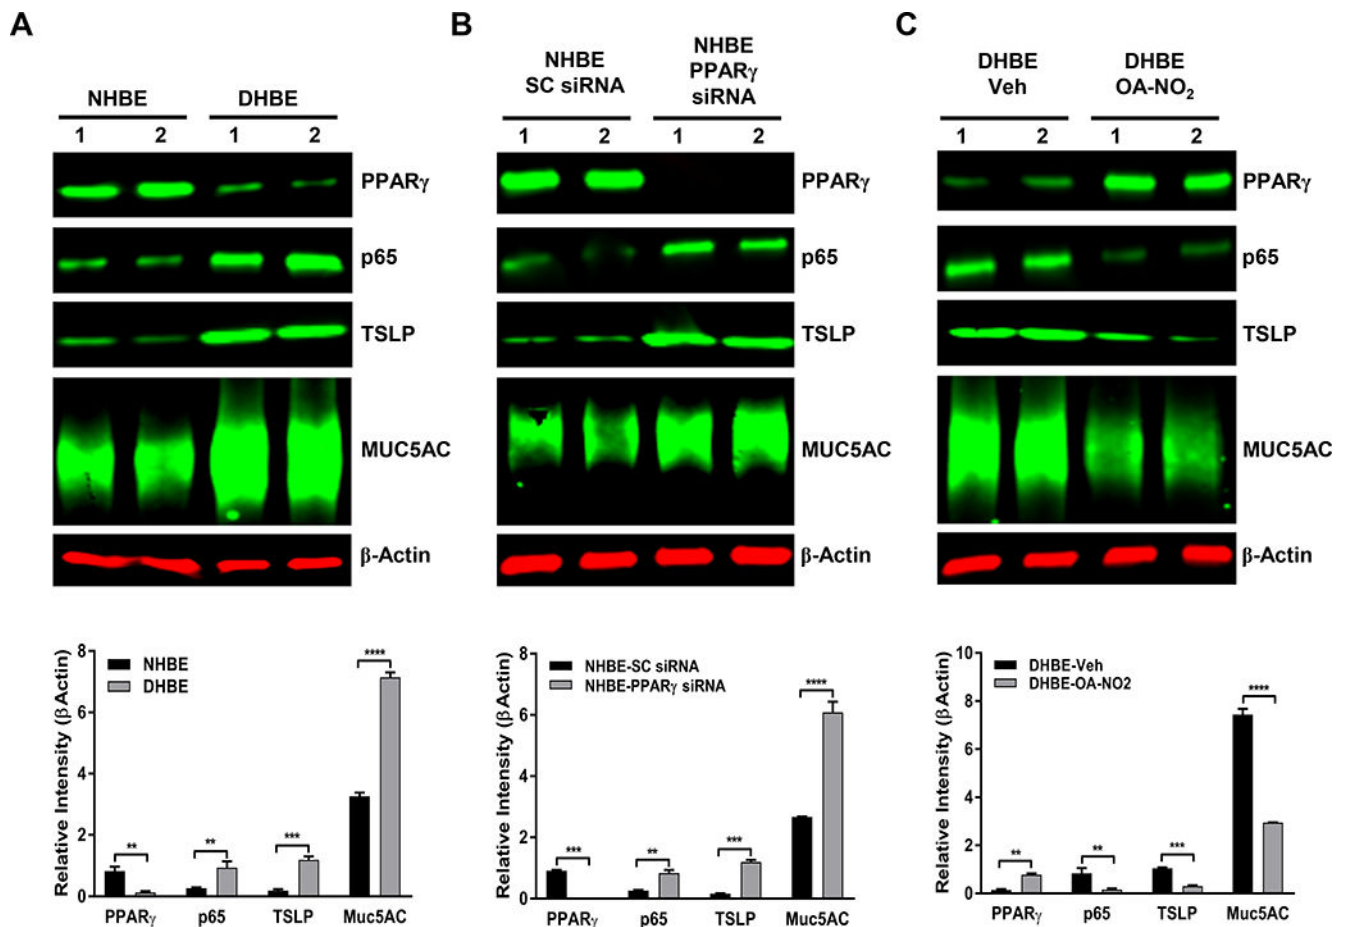 A
NHBE
DHBE
1 2 1 2
PPARγ
p65
TSLP
MUC5AC
β-Actin
Relative Intensity (β Actin)
8
6
4
2
0
NHBE
DHBE
**
**
***
****
PPARγ p65 TSLP Muc5AC
B
NHBE
SC siRNA
NHBE
PPARγ
siRNA
1 2 1 2
PPARγ
p65
TSLP
MUC5AC
β-Actin
Relative Intensity (β Actin)
8
6
4
2
0
NHBE-SC siRNA
NHBE-PPARγ siRNA
***
**
***
****
PPARγ p65 TSLP Muc5AC
C
DHBE
Veh
DHBE
OA-NO₂
1 2 1 2
PPARγ
p65
TSLP
MUC5AC
β-Actin
Relative Intensity (β Actin)
10
8
6
4
2
0
DHBE-Veh
DHBE-OA-NO2
**
**
***
****
PPARγ p65 TSLP Muc5AC